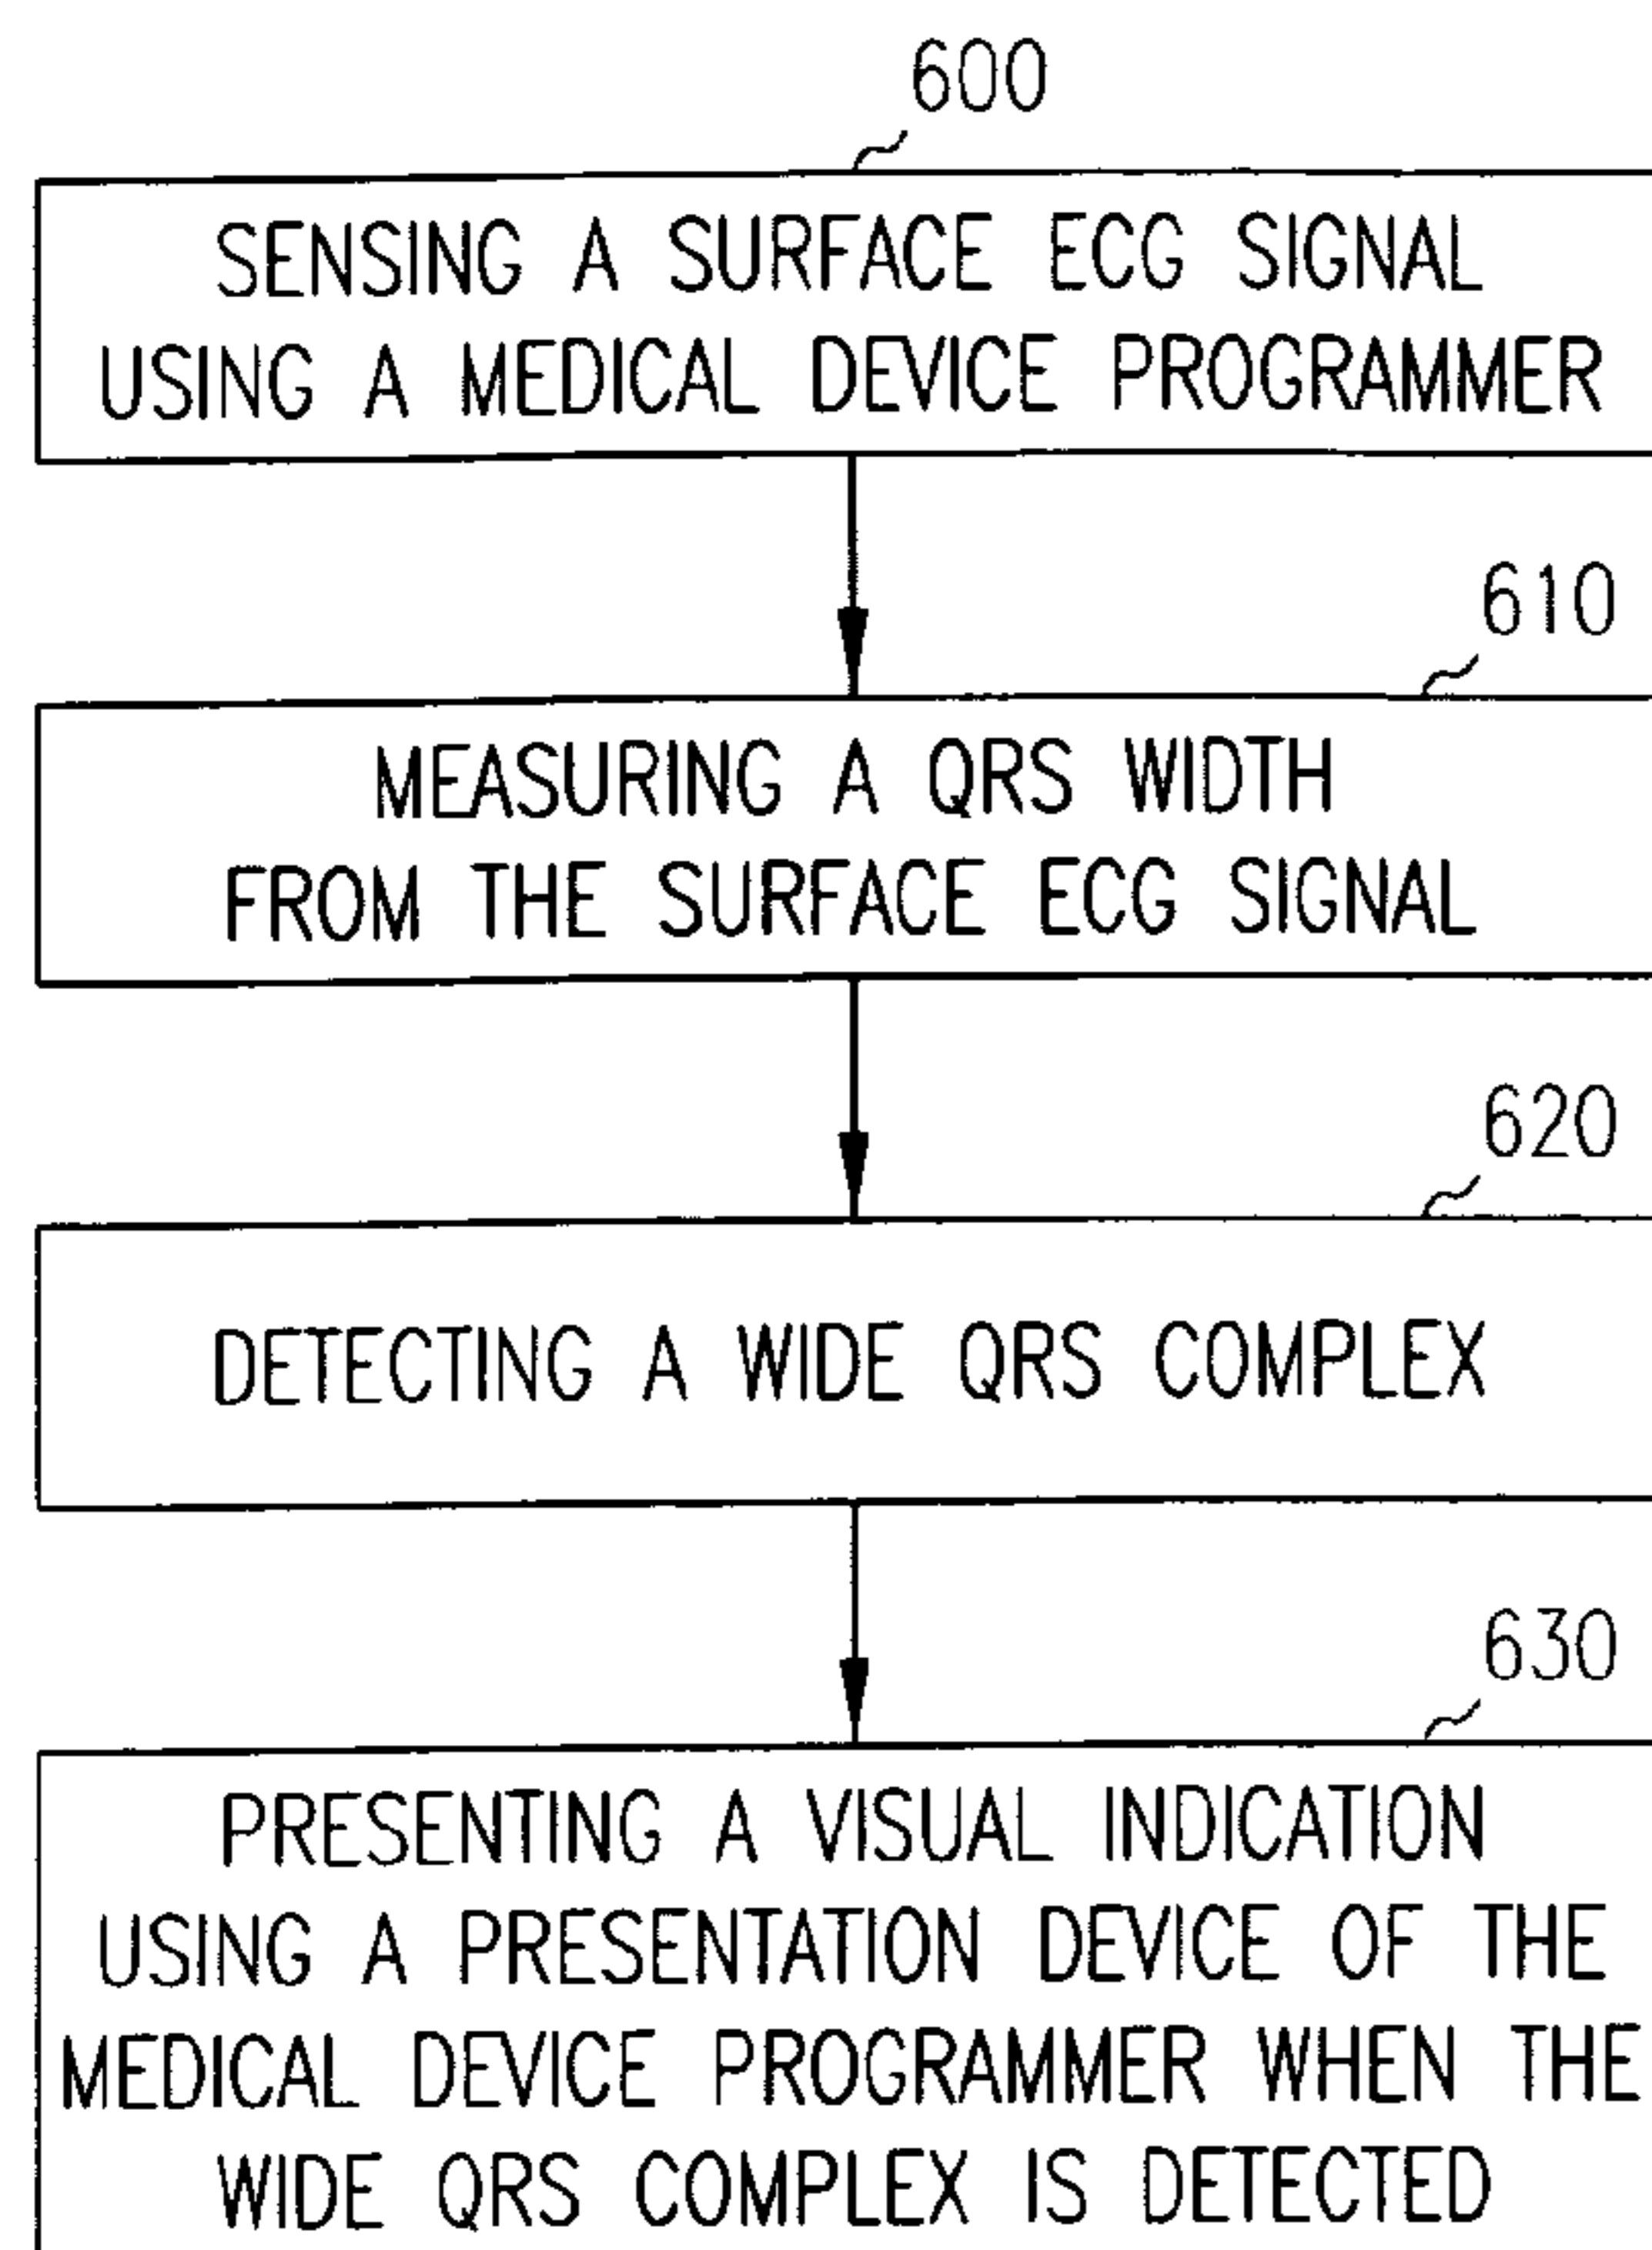 600
SENSING A SURFACE ECG SIGNAL
USING A MEDICAL DEVICE PROGRAMMER
610
MEASURING A QRS WIDTH
FROM THE SURFACE ECG SIGNAL
620
DETECTING A WIDE QRS COMPLEX
630
PRESENTING A VISUAL INDICATION
USING A PRESENTATION DEVICE OF THE
MEDICAL DEVICE PROGRAMMER WHEN THE
WIDE QRS COMPLEX IS DETECTED